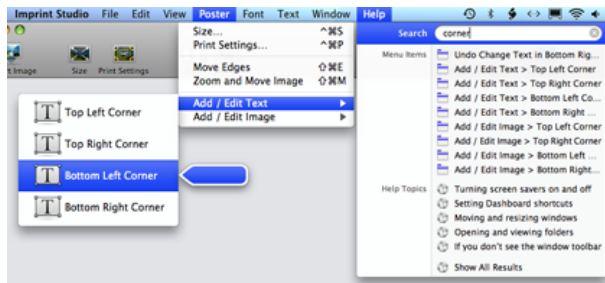 Imprint Studio File Edit View Poster Font Text Window Help
Image Size Print Settings
Size... ^⌘S
Print Settings... ^⌘P
Move Edges ⇧⌘E
Zoom and Move Image ⇧⌘M
Add / Edit Text
Add / Edit Image
Top Left Corner
Top Right Corner
Bottom Left Corner
Bottom Right Corner
Search corner
Menu Items Undo Change Text in Bottom Rig...
Add / Edit Text > Top Left Corner
Add / Edit Text > Top Right Corner
Add / Edit Text > Bottom Left Co...
Add / Edit Text > Bottom Right ...
Add / Edit Image > Top Left Corner
Add / Edit Image > Top Right Corner
Add / Edit Image > Bottom Left ...
Add / Edit Image > Bottom Right...
Help Topics Turning screen savers on and off
Setting Dashboard shortcuts
Moving and resizing windows
Opening and viewing folders
If you don't see the window toolbar
Show All Results